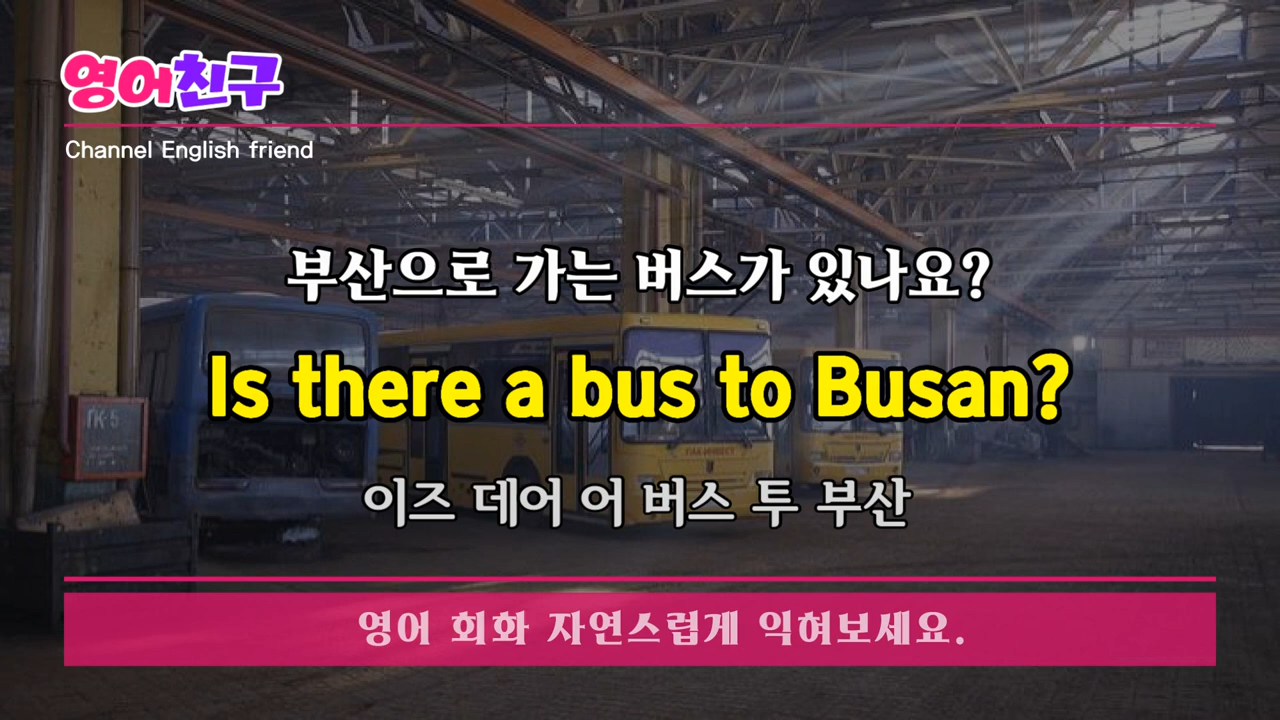 영어친구
Channel English friend
부산으로 가는 버스가 있나요?
Is there a bus to Busan?
이즈 데어 어 버스 투 부산
영어 회화 자연스럽게 익혀보세요.
ГК-5